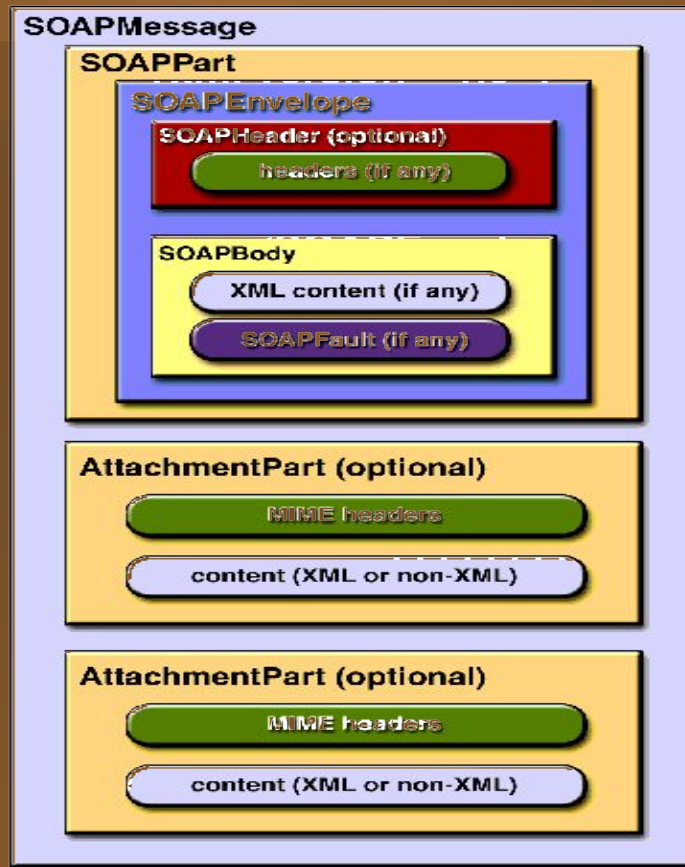 SOAPMessage
SOAPPart
SOAPEnvelope
SOAPHeader (optional)
headers (if any)
SOAPBody
XML content (if any)
SOAPFault (if any)
AttachmentPart (optional)
MIME headers
content (XML or non-XML)
AttachmentPart (optional)
MIME headers
content (XML or non-XML)